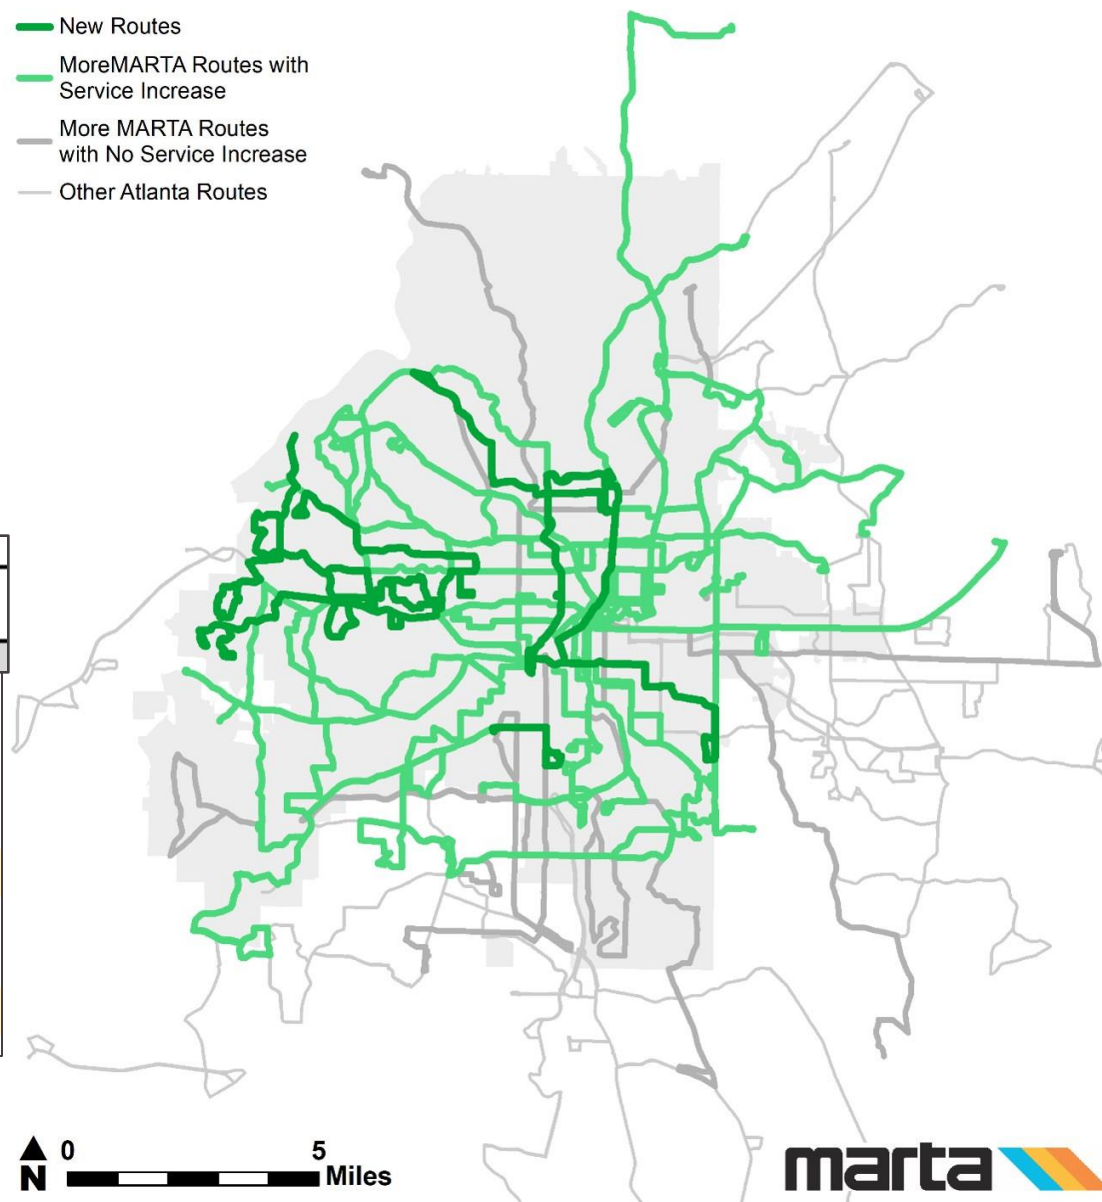 New Routes
MoreMARTA Routes with
Service Increase
More MARTA Routes
with No Service Increase
Other Atlanta Routes
0 5
N Miles
marta